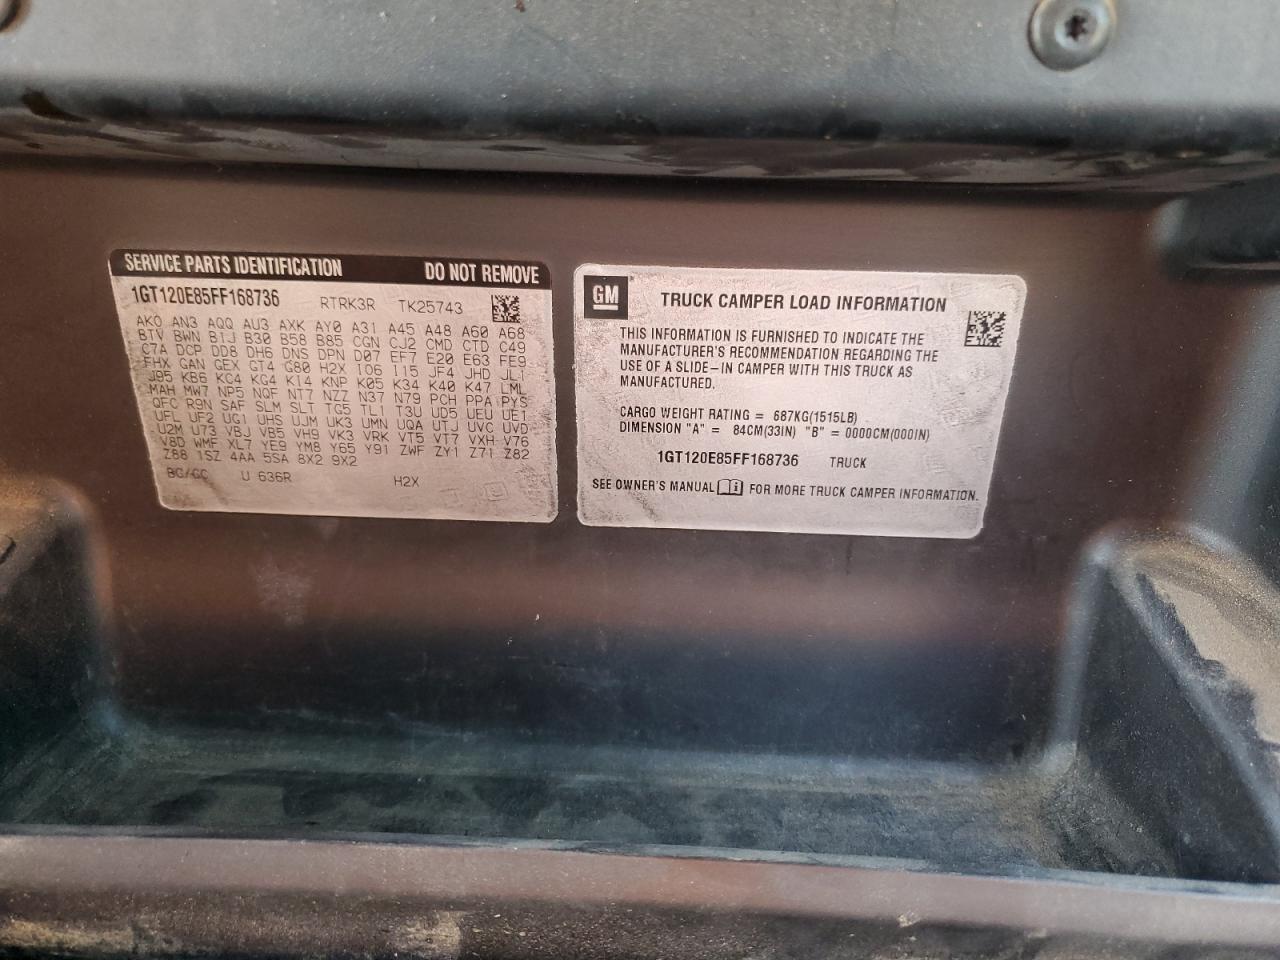 SERVICE PARTS IDENTIFICATION DO NOT REMOVE
1GT120E85FF168736 RTRK3R TK25743
AKO AN3 AQQ AU3 AXK AY0 A31 A45 A48 A60 A68
BTV BWN B1J B30 B58 B85 CGN CJ2 CMD CTD C49
C7A DCP DD8 DH6 DNS DPN D07 EF7 E20 E63 FE9
FHX GAN GEX GT4 G80 H2X IO6 I15 JF4 JHD JL1
J95 KB6 KC4 KG4 K14 KNP K05 K34 K40 K47 LML
MAH MW7 NP5 NQF NT7 NZZ N37 N79 PCH PPA PYS
QFC R9N SAF SLM SLT TG5 TL1 T3U UD5 UEU UE1
UFL UF2 UG1 UHS UJM UK3 UMN UQA UTJ UVC UVD
U2M U73 VBJ VB5 VH9 VK3 VRK VT5 VT7 VXH V76
V8D WMF XL7 YE9 YM8 Y65 Y91 ZWF ZY1 Z71 Z82
Z88 1SZ 4AA 5SA 8X2 9X2
BC/CC U 636R H2X
GM TRUCK CAMPER LOAD INFORMATION
THIS INFORMATION IS FURNISHED TO INDICATE THE
MANUFACTURER'S RECOMMENDATION REGARDING THE
USE OF A SLIDE-IN CAMPER WITH THIS TRUCK AS
MANUFACTURED.
CARGO WEIGHT RATING = 687KG(1515LB)
DIMENSION "A" = 84CM(33IN) "B" = 0000CM(000IN)
1GT120E85FF168736 TRUCK
SEE OWNER'S MANUAL FOR MORE TRUCK CAMPER INFORMATION.